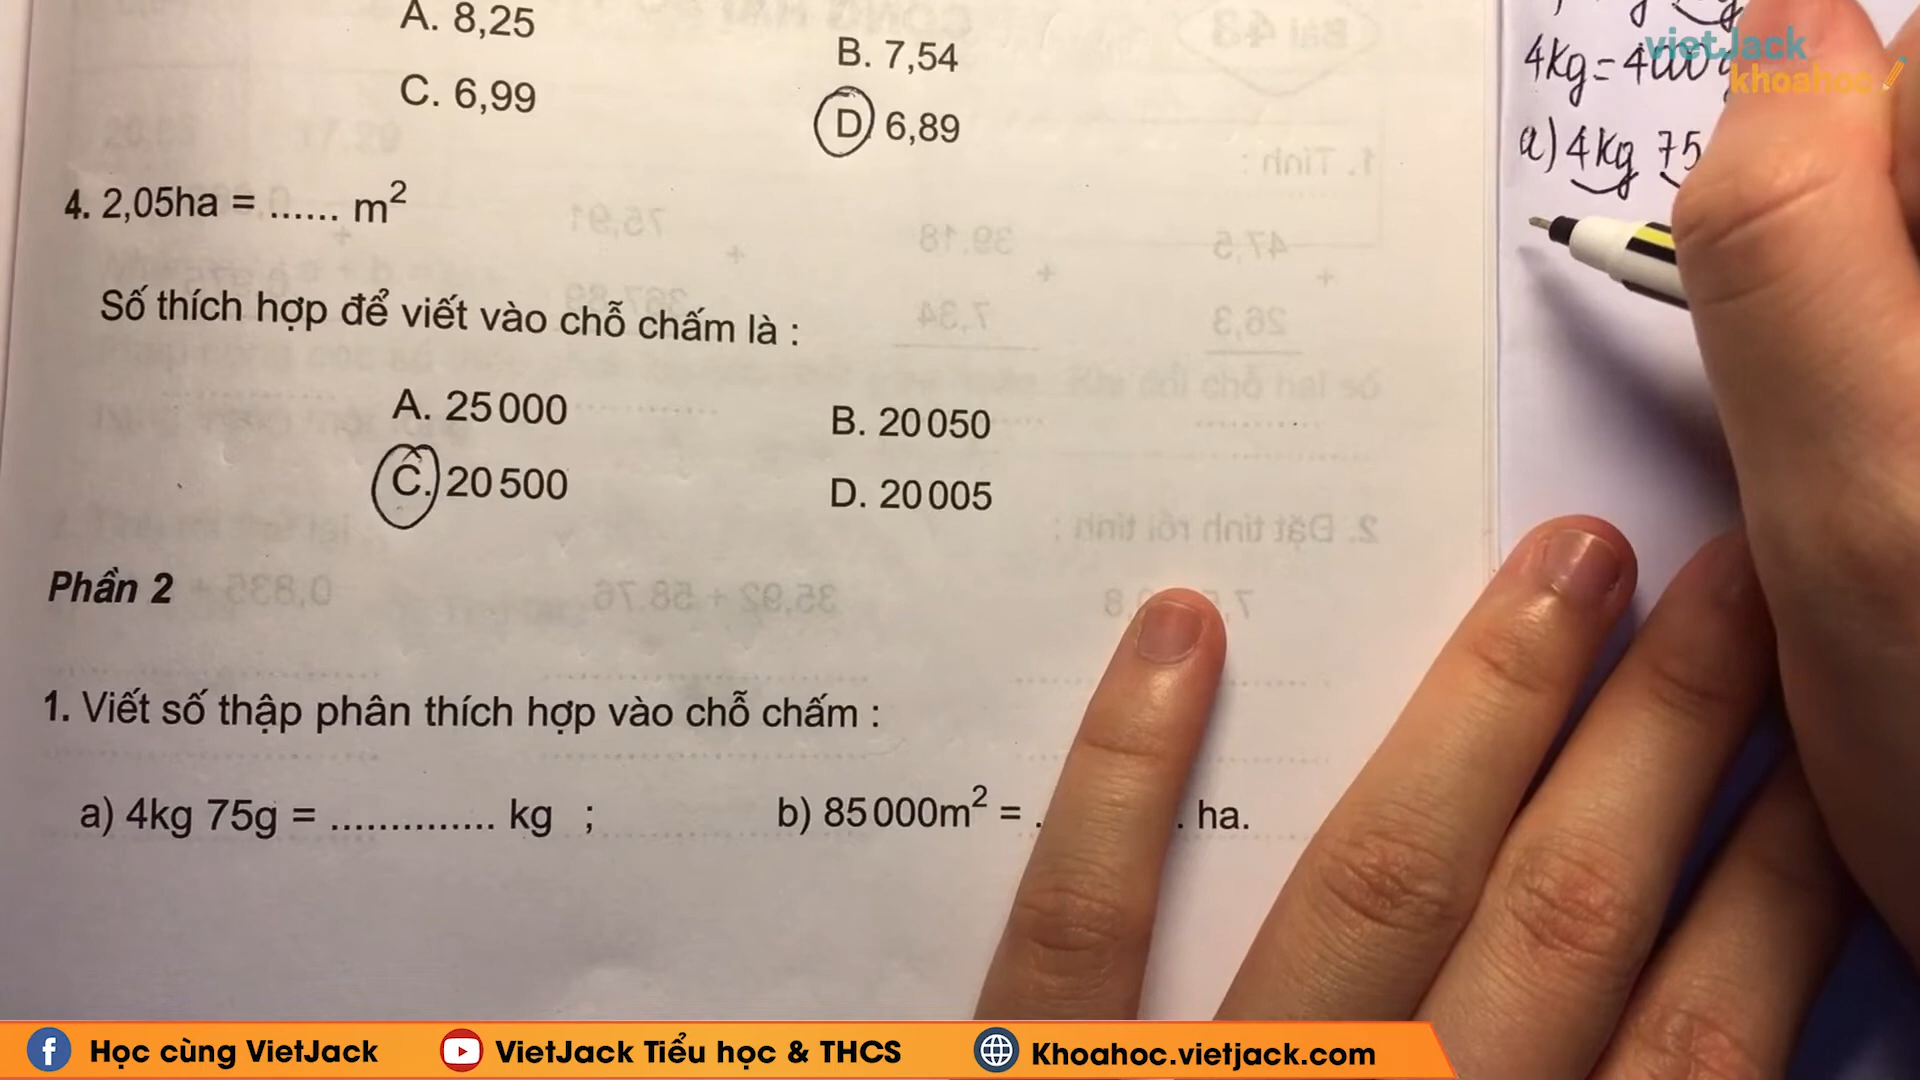 A. 8,25
B. 7,54
C. 6,99
D. 6,89
4. 2,05ha = ...... m²
Số thích hợp để viết vào chỗ chấm là :
A. 25 000
B. 20 050
C. 20 500
D. 20 005
Phần 2
1. Viết số thập phân thích hợp vào chỗ chấm :
a) 4kg 75g = .............. kg ;
b) 85 000m² = . . ha.
4kg = 4000g
a) 4kg 75
vietJack
khoahoc
Học cùng VietJack
VietJack Tiểu học & THCS
Khoahoc.vietjack.com